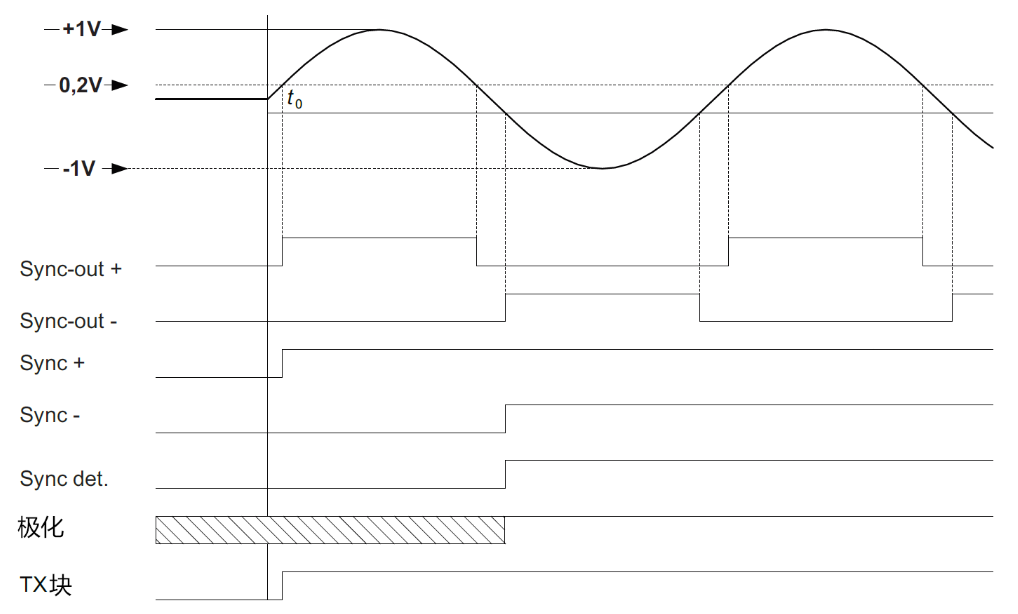 +1V
0,2V
t0
-1V
Sync-out +
Sync-out -
Sync +
Sync -
Sync det.
极化
TX块